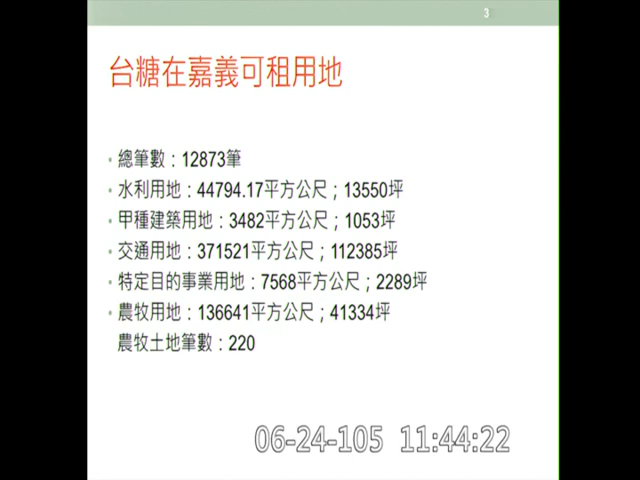 3
台糖在嘉義可租用地
• 總筆數：12873筆
• 水利用地：44794.17平方公尺；13550坪
• 甲種建築用地：3482平方公尺；1053坪
• 交通用地：371521平方公尺；112385坪
• 特定目的事業用地：7568平方公尺；2289坪
• 農牧用地：136641平方公尺；41334坪
農牧土地筆數：220
06-24-105 11:44:22